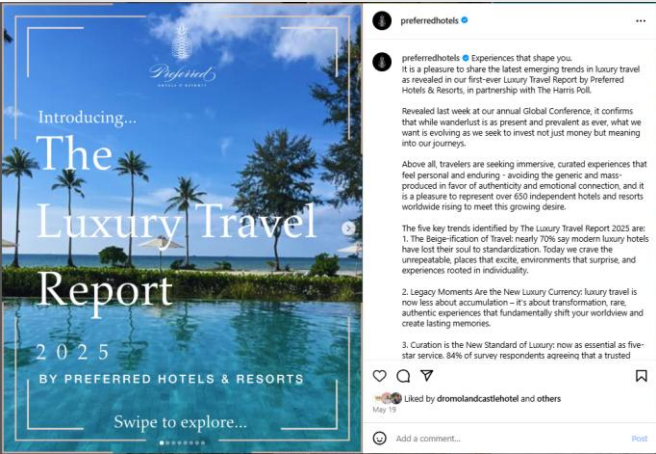 Preferred
HOTELS & RESORTS
Introducing...
The
Luxury Travel
Report
2025
BY PREFERRED HOTELS & RESORTS
Swipe to explore...
preferredhotels
preferredhotels Experiences that shape you.
It is a pleasure to share the latest emerging trends in luxury travel
as revealed in our first-ever Luxury Travel Report by Preferred
Hotels & Resorts, in partnership with The Harris Poll.
Revealed last week at our annual Global Conference, it confirms
that while wanderlust is as present and prevalent as ever, what we
want is evolving as we seek to invest not just money but meaning
into our journeys.
Above all, travelers are seeking immersive, curated experiences that
feel personal and enduring - avoiding the generic and mass-
produced in favor of authenticity and emotional connection, and it
is a pleasure to represent over 650 independent hotels and resorts
worldwide rising to meet this growing desire.
The five key trends identified by The Luxury Travel Report 2025 are:
1. The Beige-ification of Travel: nearly 70% say modern luxury hotels
have lost their soul to standardization. Today we crave the
unrepeatable, places that excite, environments that surprise, and
experiences rooted in individuality.
2. Legacy Moments Are the New Luxury Currency: luxury travel is
now less about accumulation – it's about transformation, rare,
authentic experiences that fundamentally shift your worldview and
create lasting memories.
3. Curation is the New Standard of Luxury: now as essential as five-
star service. 84% of survey respondents agreeing that a trusted
Liked by dromolandcastlehotel and others
May 19
Add a comment...
Post